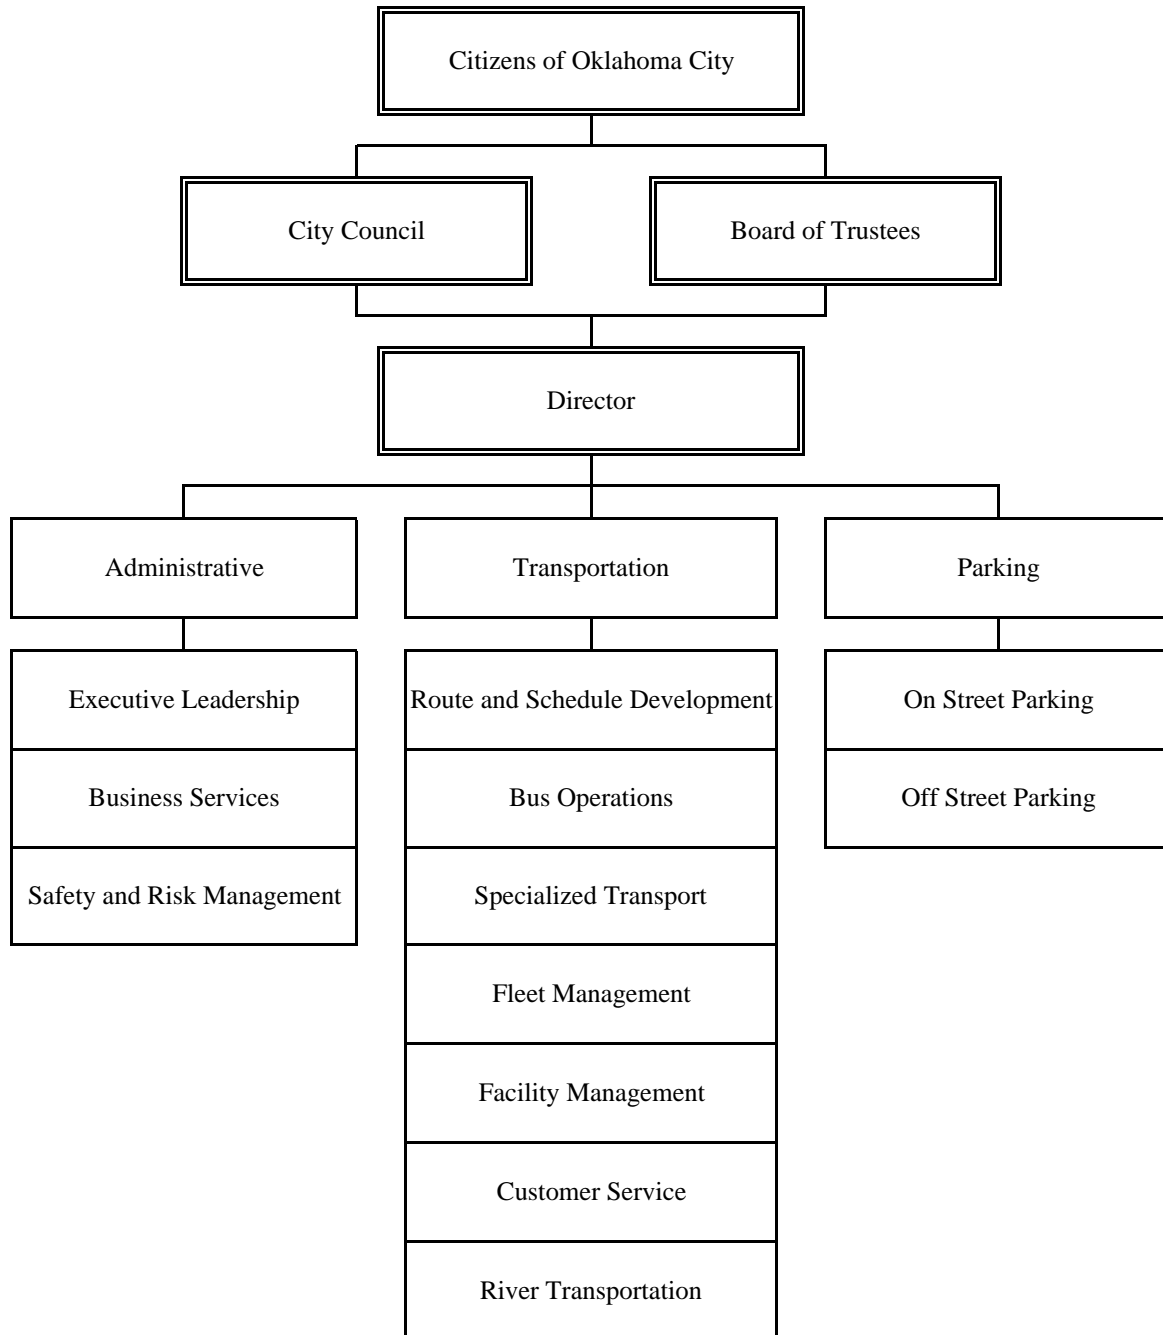 Citizens of Oklahoma City
City Council
Board of Trustees
Director
Administrative
Transportation
Parking
Executive Leadership
Route and Schedule Development
On Street Parking
Business Services
Bus Operations
Off Street Parking
Safety and Risk Management
Specialized Transport
Fleet Management
Facility Management
Customer Service
River Transportation